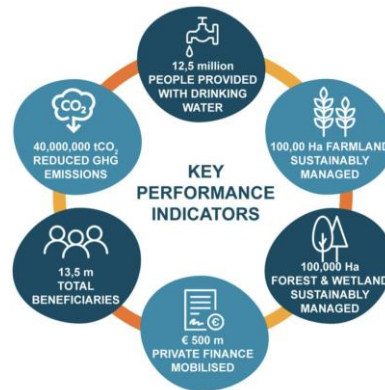 12,5 million
PEOPLE PROVIDED
WITH DRINKING
WATER
CO₂
40,000,000 tCO₂
REDUCED GHG
EMISSIONS
100,00 Ha FARMLAND
SUSTAINABLY
MANAGED
KEY
PERFORMANCE
INDICATORS
13,5 m
TOTAL
BENEFICIARIES
100,000 Ha
FOREST & WETLAND
SUSTAINABLY
MANAGED
€
€ 500 m
PRIVATE FINANCE
MOBILISED